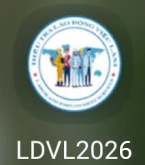 ĐIỀU TRA LAO ĐỘNG VIỆC LÀM
LDVL2026